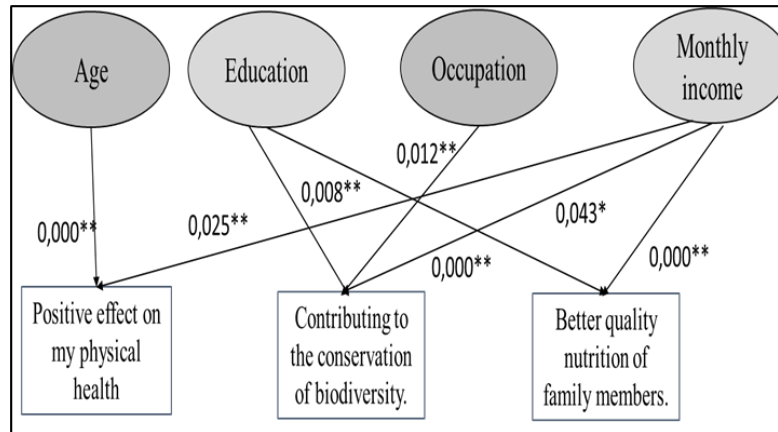 Age
Education
Occupation
Monthly
income
0,012**
0,008**
0,043*
0,025**
0,000**
0,000**
0,000**
Positive effect on
my physical
health
Contributing to
the conservation
of biodiversity.
Better quality
nutrition of
family members.